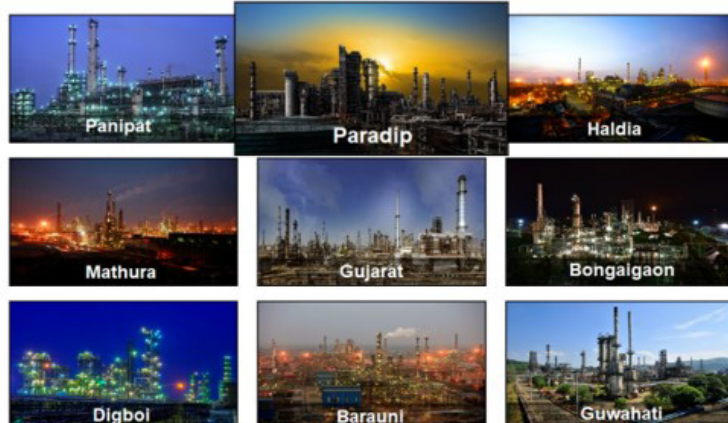 Panipat
Paradip
Haldia
Mathura
Gujarat
Bongaigaon
Digboi
Barauni
Guwahati